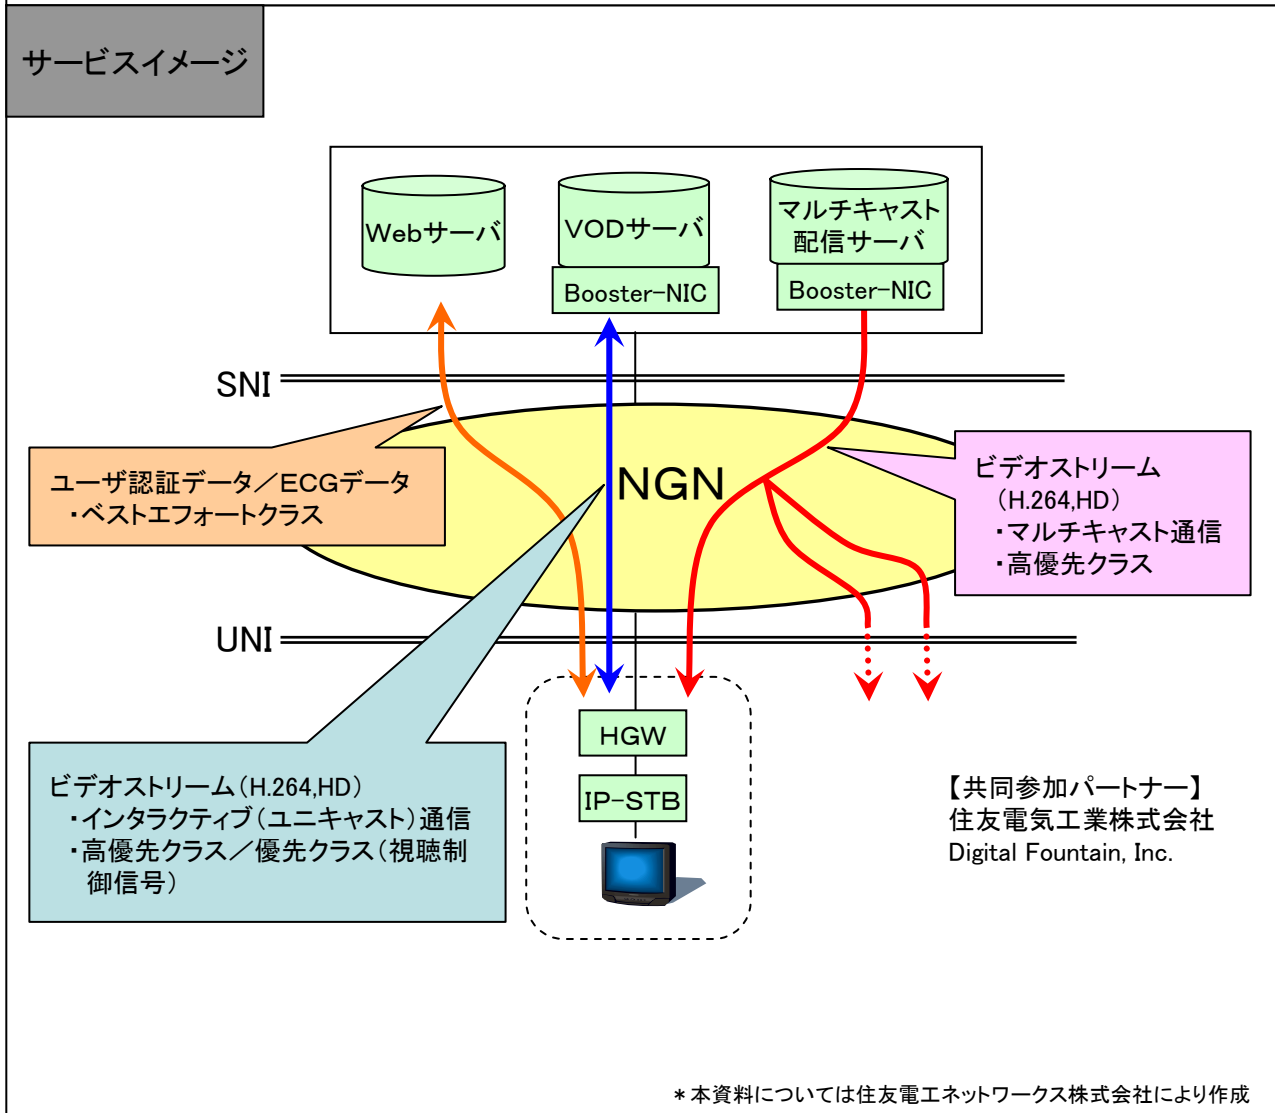 サービスイメージ
Webサーバ
VODサーバ
Booster-NIC
マルチキャスト
配信サーバ
Booster-NIC
SNI
ユーザ認証データ／ECGデータ
・ベストエフォートクラス
NGN
ビデオストリーム
（H.264,HD）
・マルチキャスト通信
・高優先クラス
UNI
ビデオストリーム（H.264,HD）
・インタラクティブ（ユニキャスト）通信
・高優先クラス／優先クラス（視聴制
御信号）
HGW
IP-STB
【共同参加パートナー】
住友電気工業株式会社
Digital Fountain, Inc.
＊本資料については住友電工ネットワークス株式会社により作成